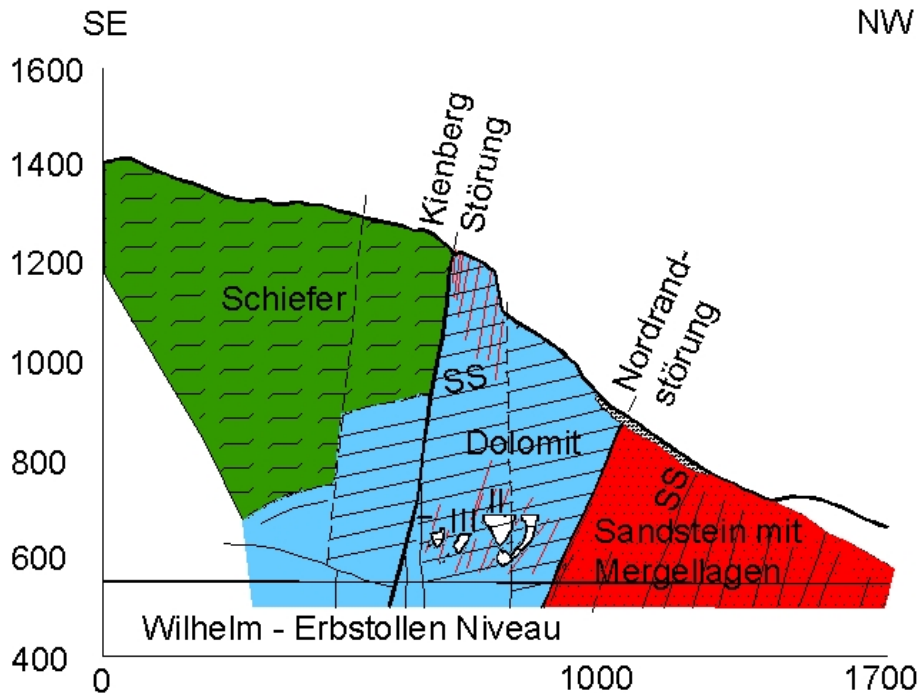 SE
NW
1600
1400
1200
1000
800
600
400
Kienberg
Störung
Nordrand-
störung
Schiefer
SS
Dolomit
SS
III
II
Sandstein mit
Mergellagen
Wilhelm - Erbstollen Niveau
0
1000
1700